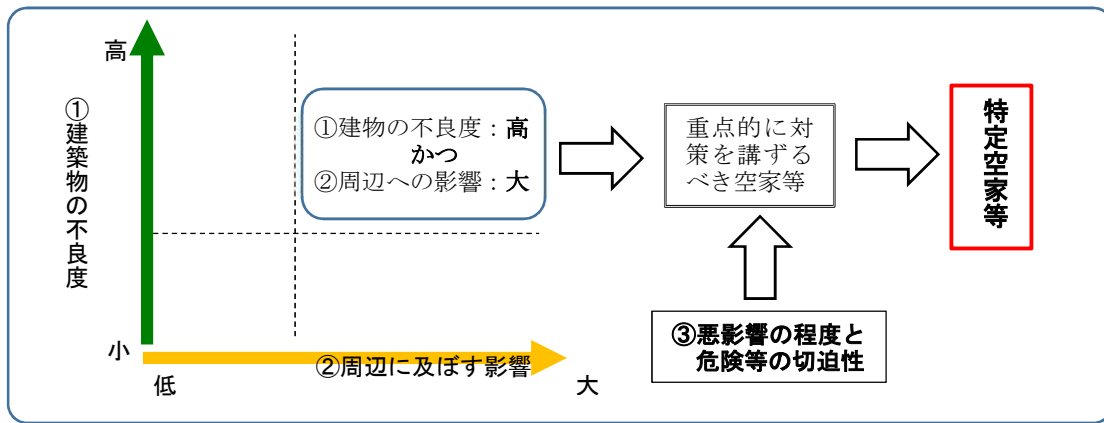 高
①建築物の不良度
小
低
②周辺に及ぼす影響
大
①建物の不良度：高
かつ
②周辺への影響：大
重点的に対
策を講ずる
べき空家等
③悪影響の程度と
危険等の切迫性
特定空家等